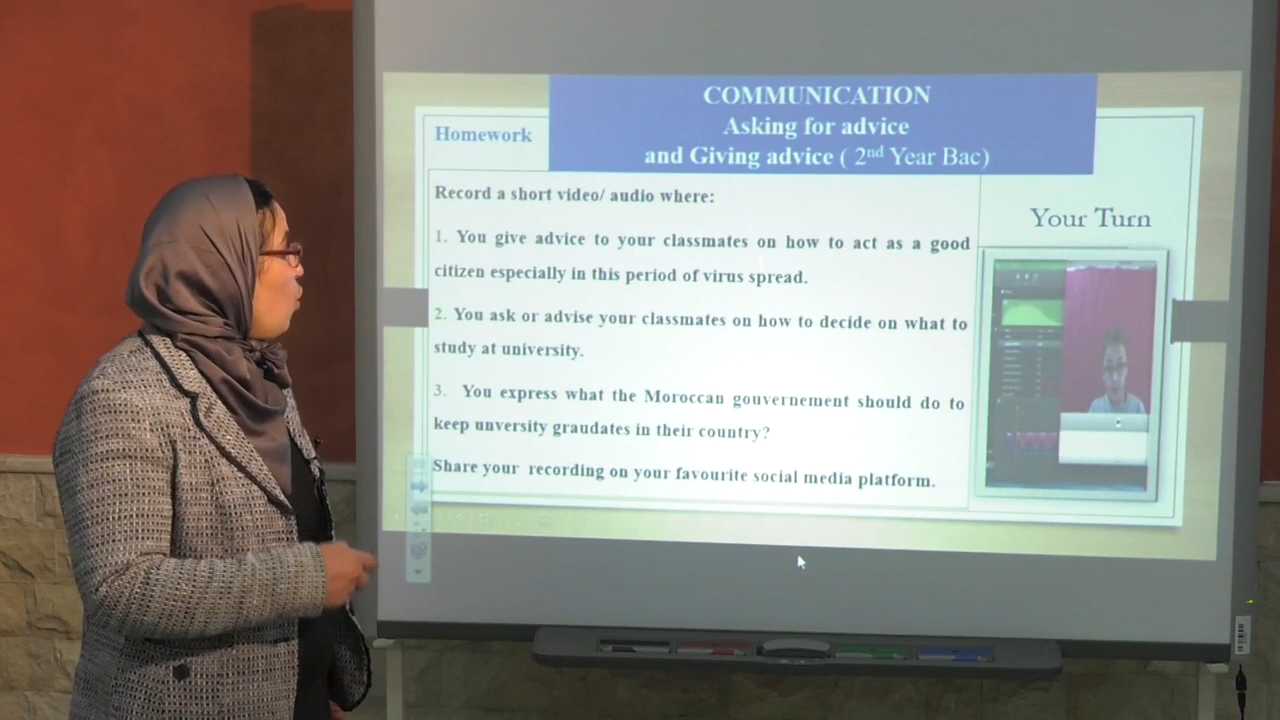 COMMUNICATION
Asking for advice
and Giving advice ( 2nd Year Bac)
Homework
Record a short video/ audio where:
1. You give advice to your classmates on how to act as a good
citizen especially in this period of virus spread.
2. You ask or advise your classmates on how to decide on what to
study at university.
3. You express what the Moroccan gouvernement should do to
keep unversity graudates in their country?
Share your recording on your favourite social media platform.
Your Turn